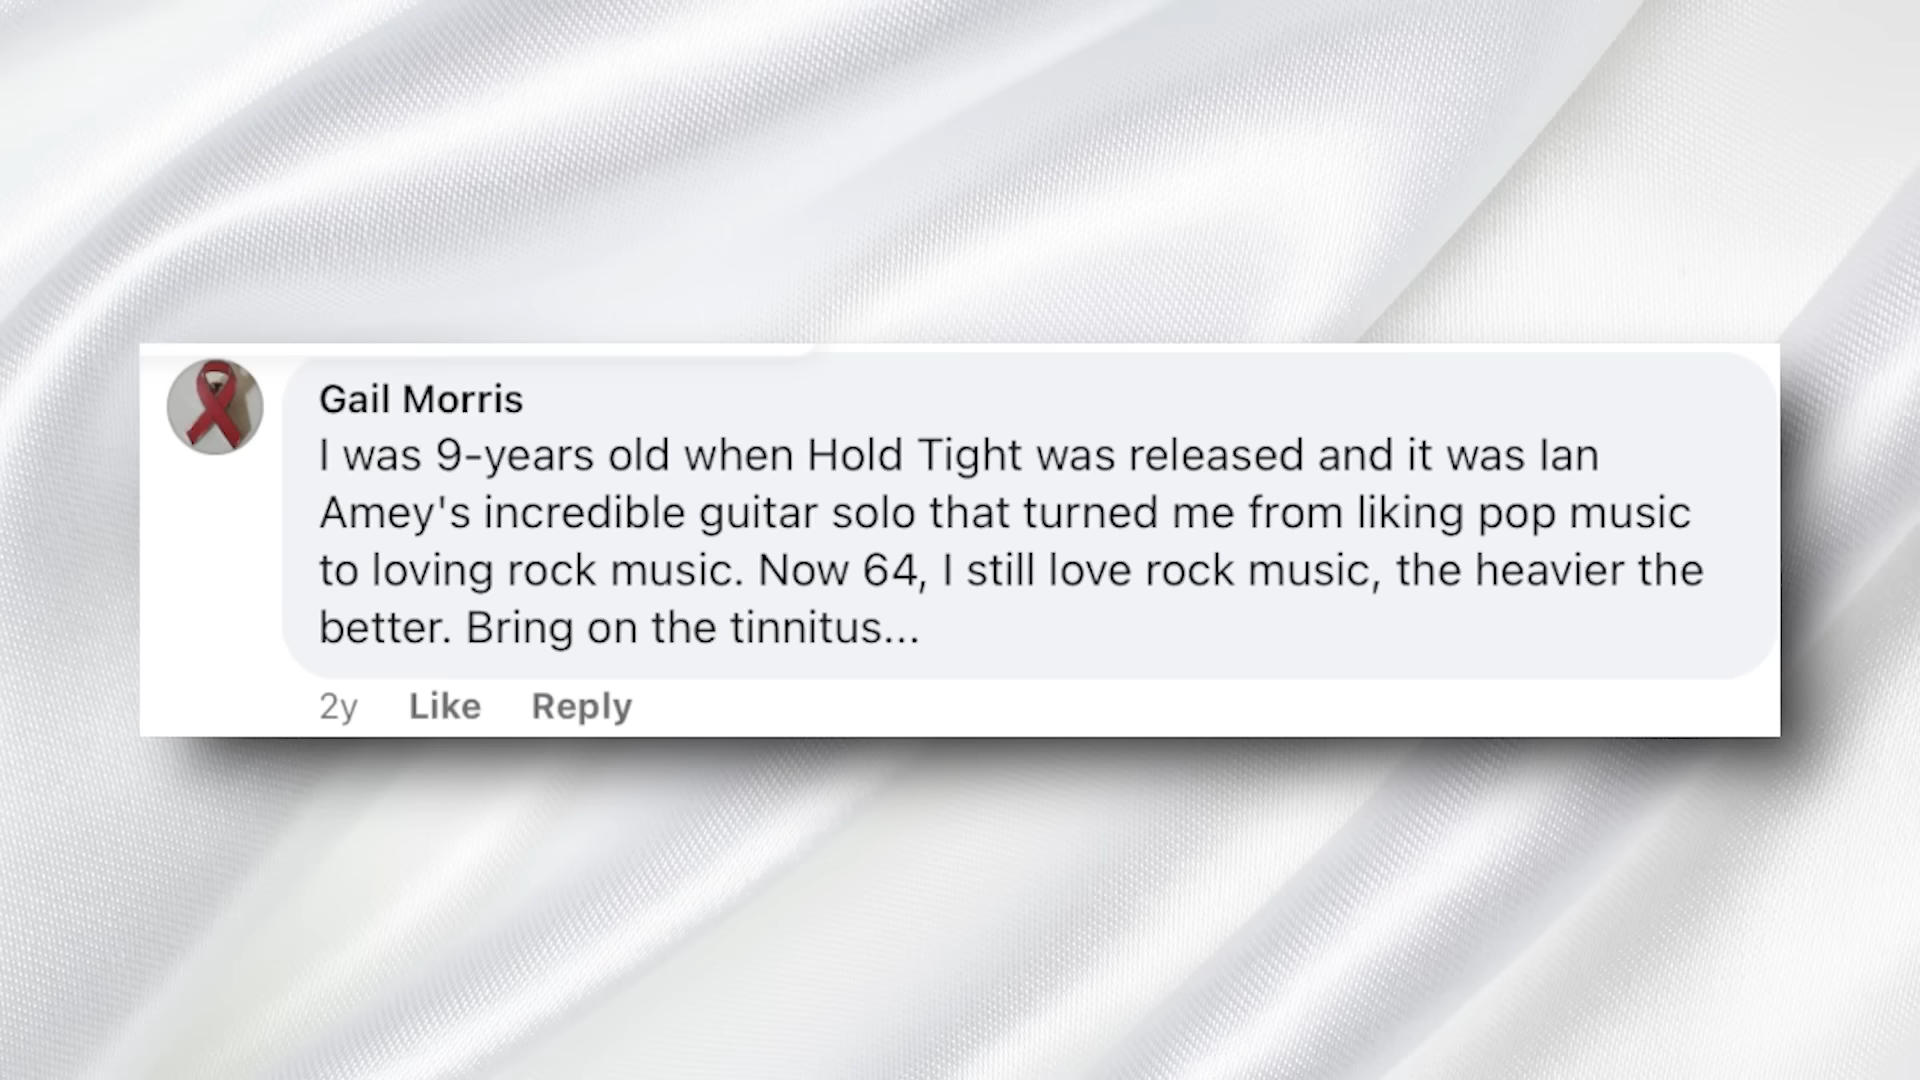 Gail Morris
I was 9-years old when Hold Tight was released and it was Ian
Amey's incredible guitar solo that turned me from liking pop music
to loving rock music. Now 64, I still love rock music, the heavier the
better. Bring on the tinnitus...
2y Like Reply